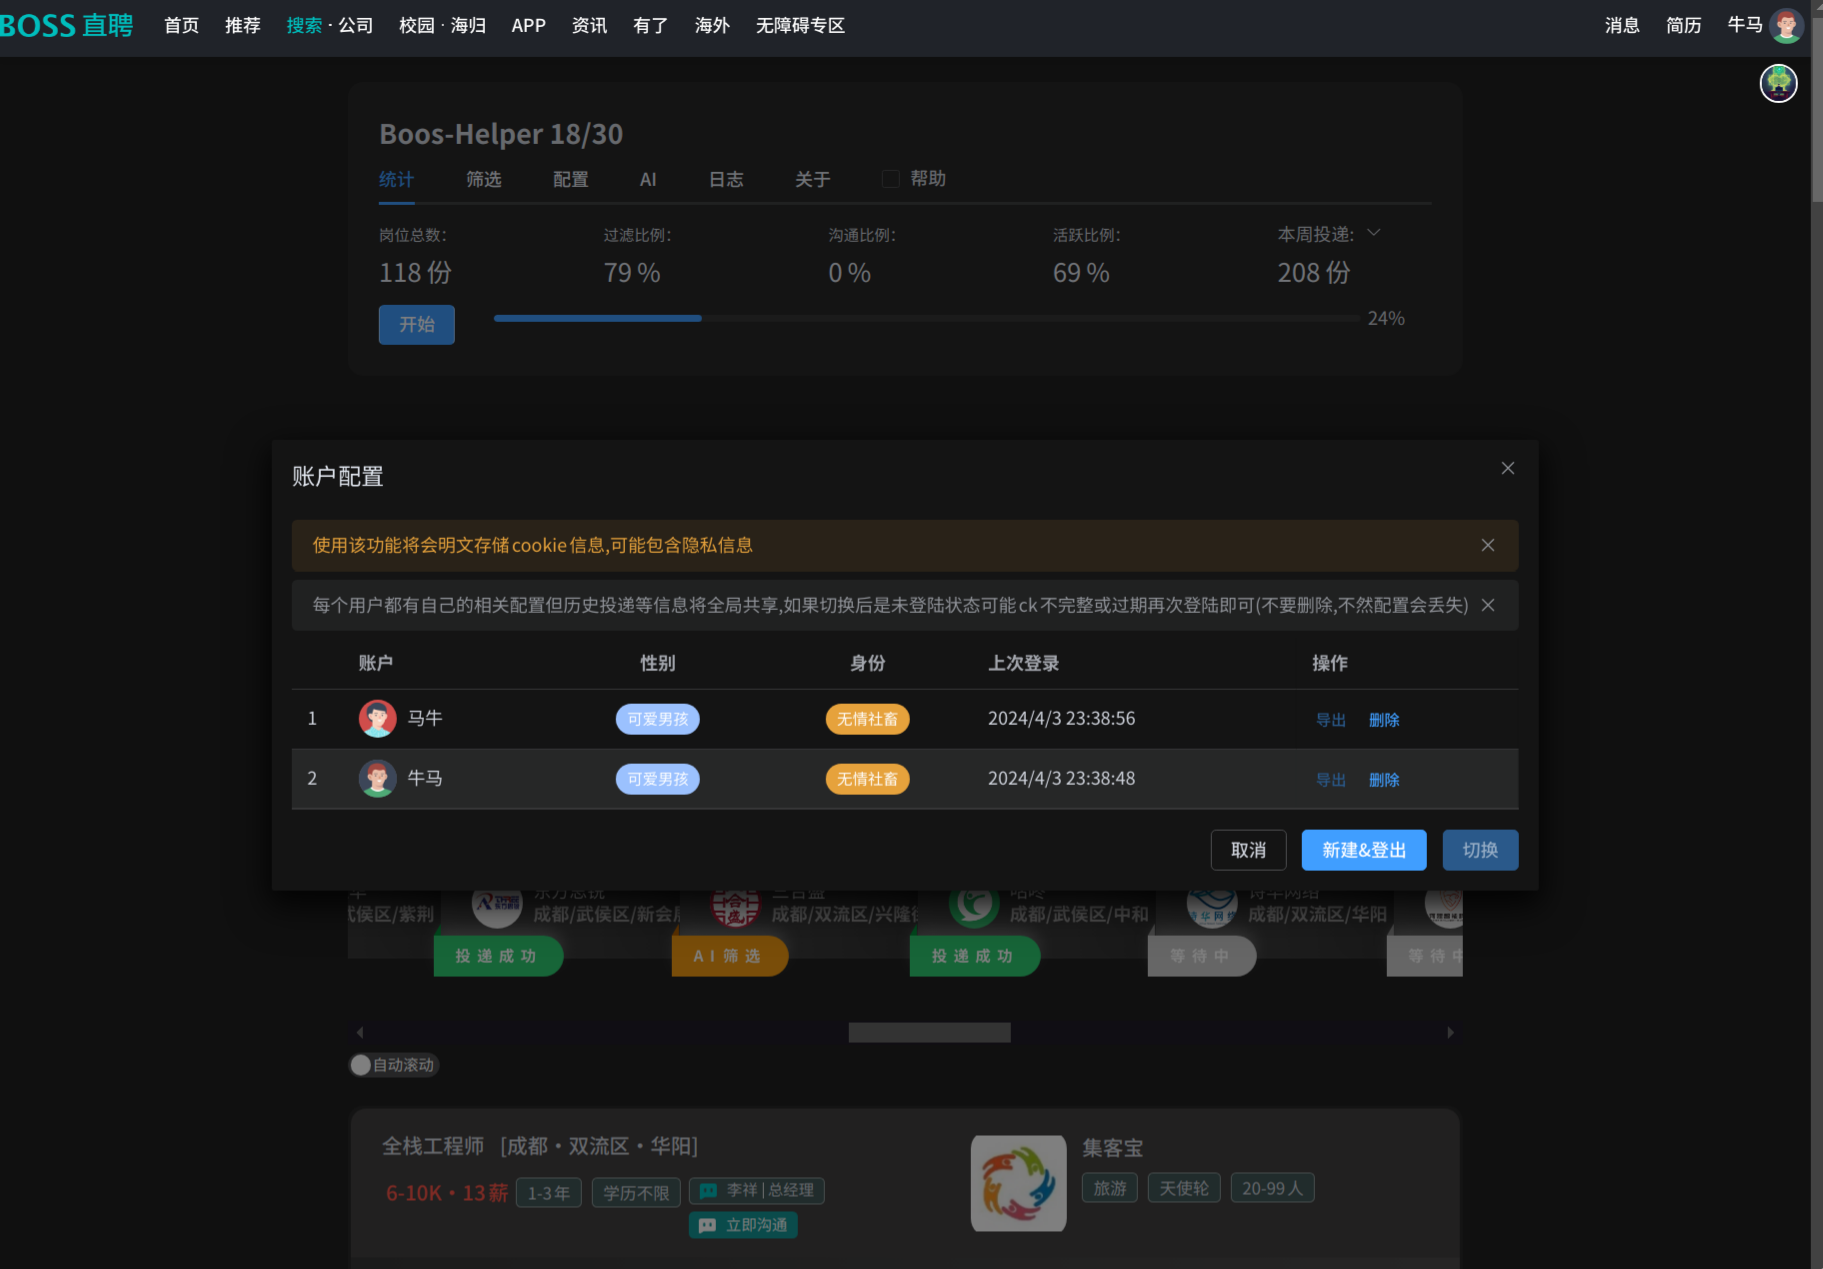 BOSS 直聘 首页 推荐 搜索 · 公司 校园 · 海归 APP 资讯 有了 海外 无障碍专区 消息 简历 牛马
Boos-Helper 18/30
统计 筛选 配置 AI 日志 关于 帮助
岗位总数: 过滤比例: 沟通比例: 活跃比例: 本周投递:
118 份 79 % 0 % 69 % 208 份
开始 24%
账户配置
使用该功能将会明文存储cookie信息,可能包含隐私信息
每个用户都有自己的相关配置但历史投递等信息将全局共享,如果切换后是未登陆状态可能ck不完整或过期再次登陆即可(不要删除,不然配置会丢失)
账户 性别 身份 上次登录 操作
1 马牛 可爱男孩 无情社畜 2024/4/3 23:38:56 导出 删除
2 牛马 可爱男孩 无情社畜 2024/4/3 23:38:48 导出 删除
取消 新建&登出 切换
武侯区/紫荆 成都/武侯区/新会 成都/双流区/兴隆 成都/武侯区/中和 诗华网络 成都/双流区/华阳
投递成功 AI筛选 投递成功 等待中 等待中
自动滚动
全栈工程师 [成都·双流区·华阳] 集客宝
6-10K·13薪 1-3年 学历不限 李祥|总经理 旅游 天使轮 20-99人
立即沟通